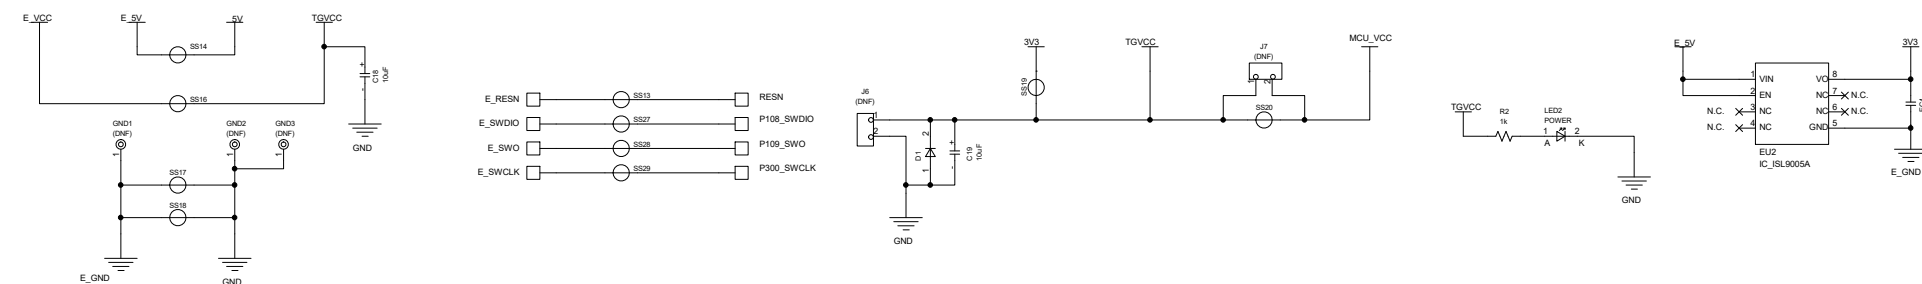 E_VCC
E_5V
5V
TGVCC
SS14
SS16
+
-
C18
10uF
GND
GND1
(DNF)
1
GND2
(DNF)
1
GND3
(DNF)
1
SS17
SS18
E_GND
GND
E_RESN
SS13
RESN
E_SWDIO
SS27
P108_SWDIO
E_SWO
SS28
P109_SWO
E_SWCLK
SS29
P300_SWCLK
J6
(DNF)
1
2
D1
2
1
+
-
C19
10uF
GND
3V3
SS19
TGVCC
J7
(DNF)
1
2
SS20
MCU_VCC
TGVCC
R2
1k
LED2
POWER
1
2
A
K
GND
E_5V
1
VIN
2
EN
N.C.
3
NC
N.C.
4
NC
VO
8
NC
7
N.C.
NC
6
N.C.
GND
5
EU2
IC_ISL9005A
3V3
E_GND